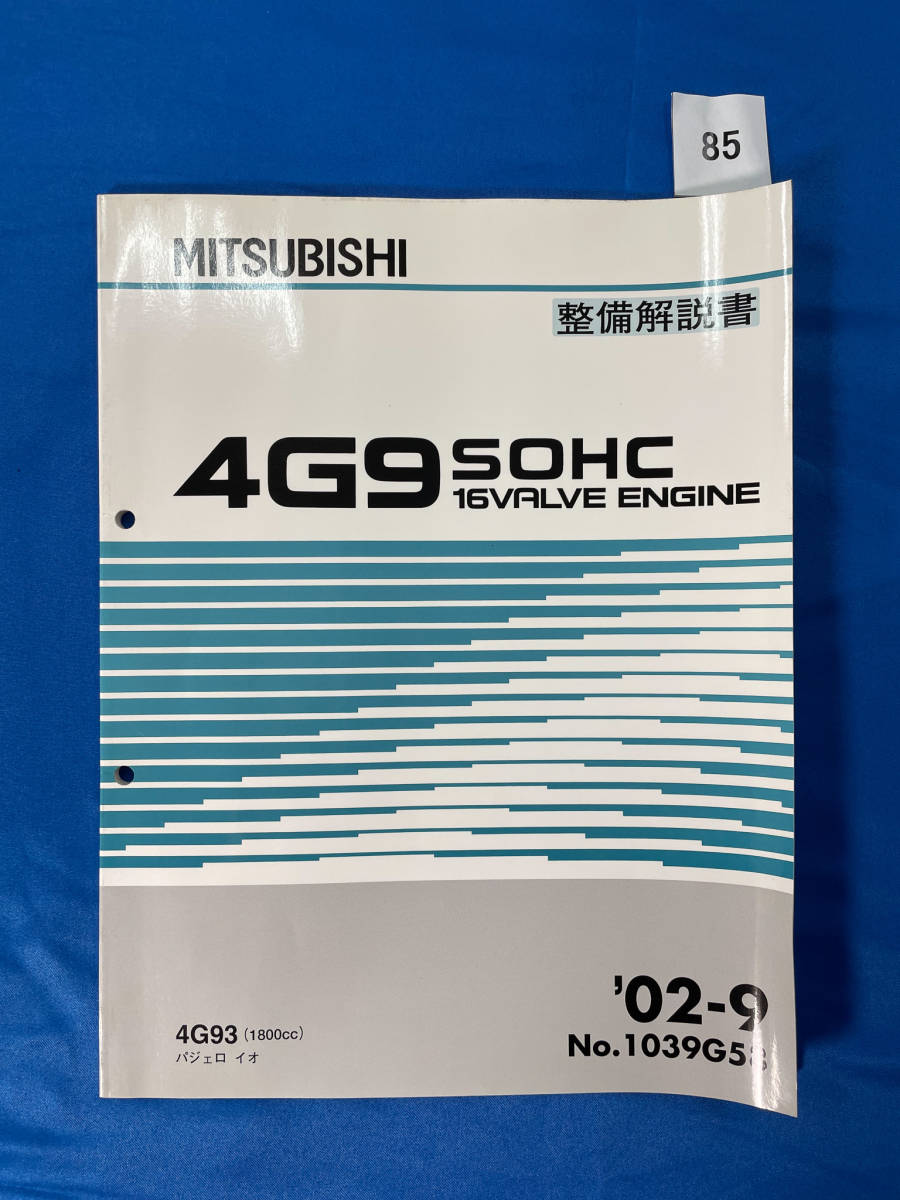 85
MITSUBISHI
整備解説書
4G9 SOHC
16VALVE ENGINE
'02-9
No.1039G58
4G93 (1800cc)
パジェロ イオ